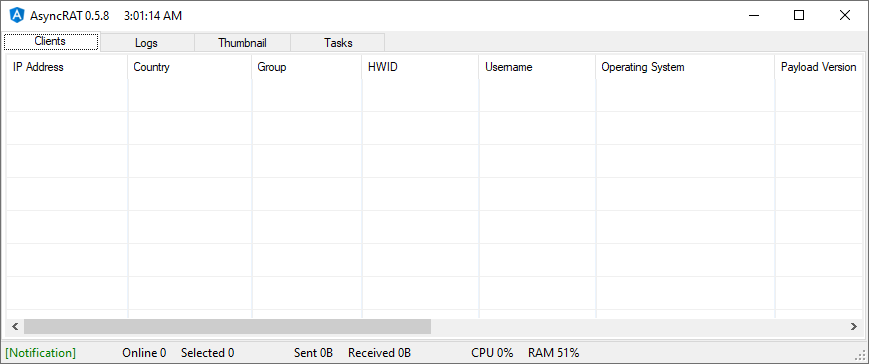 AsyncRAT 0.5.8 3:01:14 AM
Clients Logs Thumbnail Tasks
IP Address Country Group HWID Username Operating System Payload Version
[Notification] Online 0 Selected 0 Sent 0B Received 0B CPU 0% RAM 51%